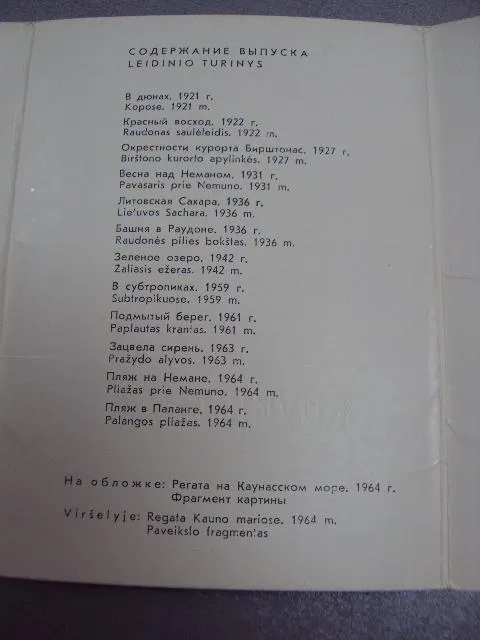 СОДЕРЖАНИЕ ВЫПУСКА
LEIDINIO TURINYS
В дюнах. 1921 г.
Kopose. 1921 m.
Красный восход. 1922 г.
Raudonas saulėleidis. 1922 m.
Окрестности курорта Бирштонас. 1927 г.
Birštono kurorto apylinkės. 1927 m.
Весна над Неманом. 1931 г.
Pavasaris prie Nemuno. 1931 m.
Литовская Сахара. 1936 г.
Lietuvos Sachara. 1936 m.
Башня в Раудоне. 1936 г.
Raudonės pilies bokštas. 1936 m.
Зеленое озеро. 1942 г.
Žaliasis ežeras. 1942 m.
В субтропиках. 1959 г.
Subtropikuose. 1959 m.
Подмытый берег. 1961 г.
Paplautas krantas. 1961 m.
Зацвела сирень. 1963 г.
Pražydo alyvos. 1963 m.
Пляж на Немане. 1964 г.
Pliažas prie Nemuno. 1964 m.
Пляж в Паланге. 1964 г.
Palangos pliažas. 1964 m.
На обложке: Регата на Каунасском море. 1964 г.
Фрагмент картины
Viršelyje: Regata Kauno mariose. 1964 m.
Paveikslo fragmentas